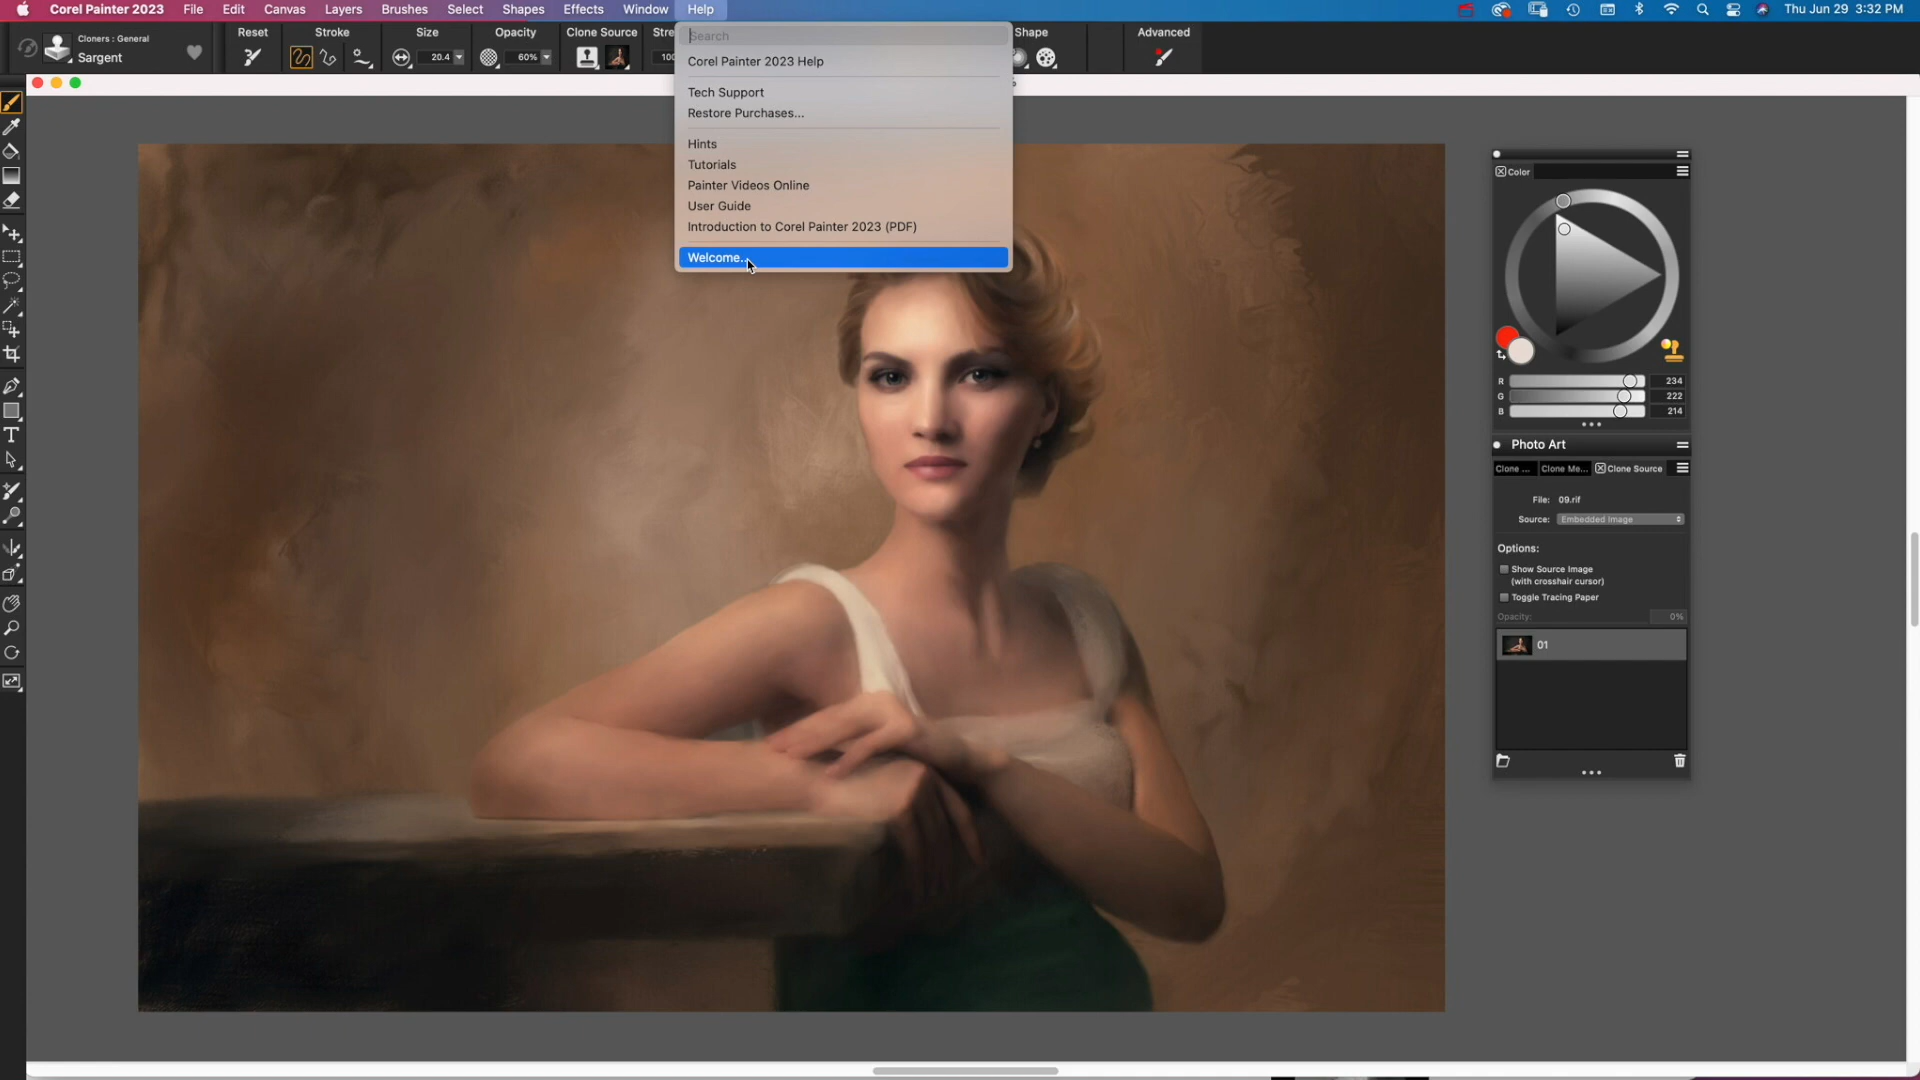 Corel Painter 2023 File Edit Canvas Layers Brushes Select Shapes Effects Window Help Thu Jun 29 3:32 PM
Cloners : General
Sargent
Reset Stroke Size Opacity Clone Source Shape Advanced
20.4 60%
Search
Corel Painter 2023 Help
Tech Support
Restore Purchases...
Hints
Tutorials
Painter Videos Online
User Guide
Introduction to Corel Painter 2023 (PDF)
Welcome...
Color
R 234
G 222
B 214
Photo Art
Clone ... Clone Me... Clone Source
File: 09.rif
Source: Embedded Image
Options:
Show Source Image
(with crosshair cursor)
Toggle Tracing Paper
Opacity: 0%
01